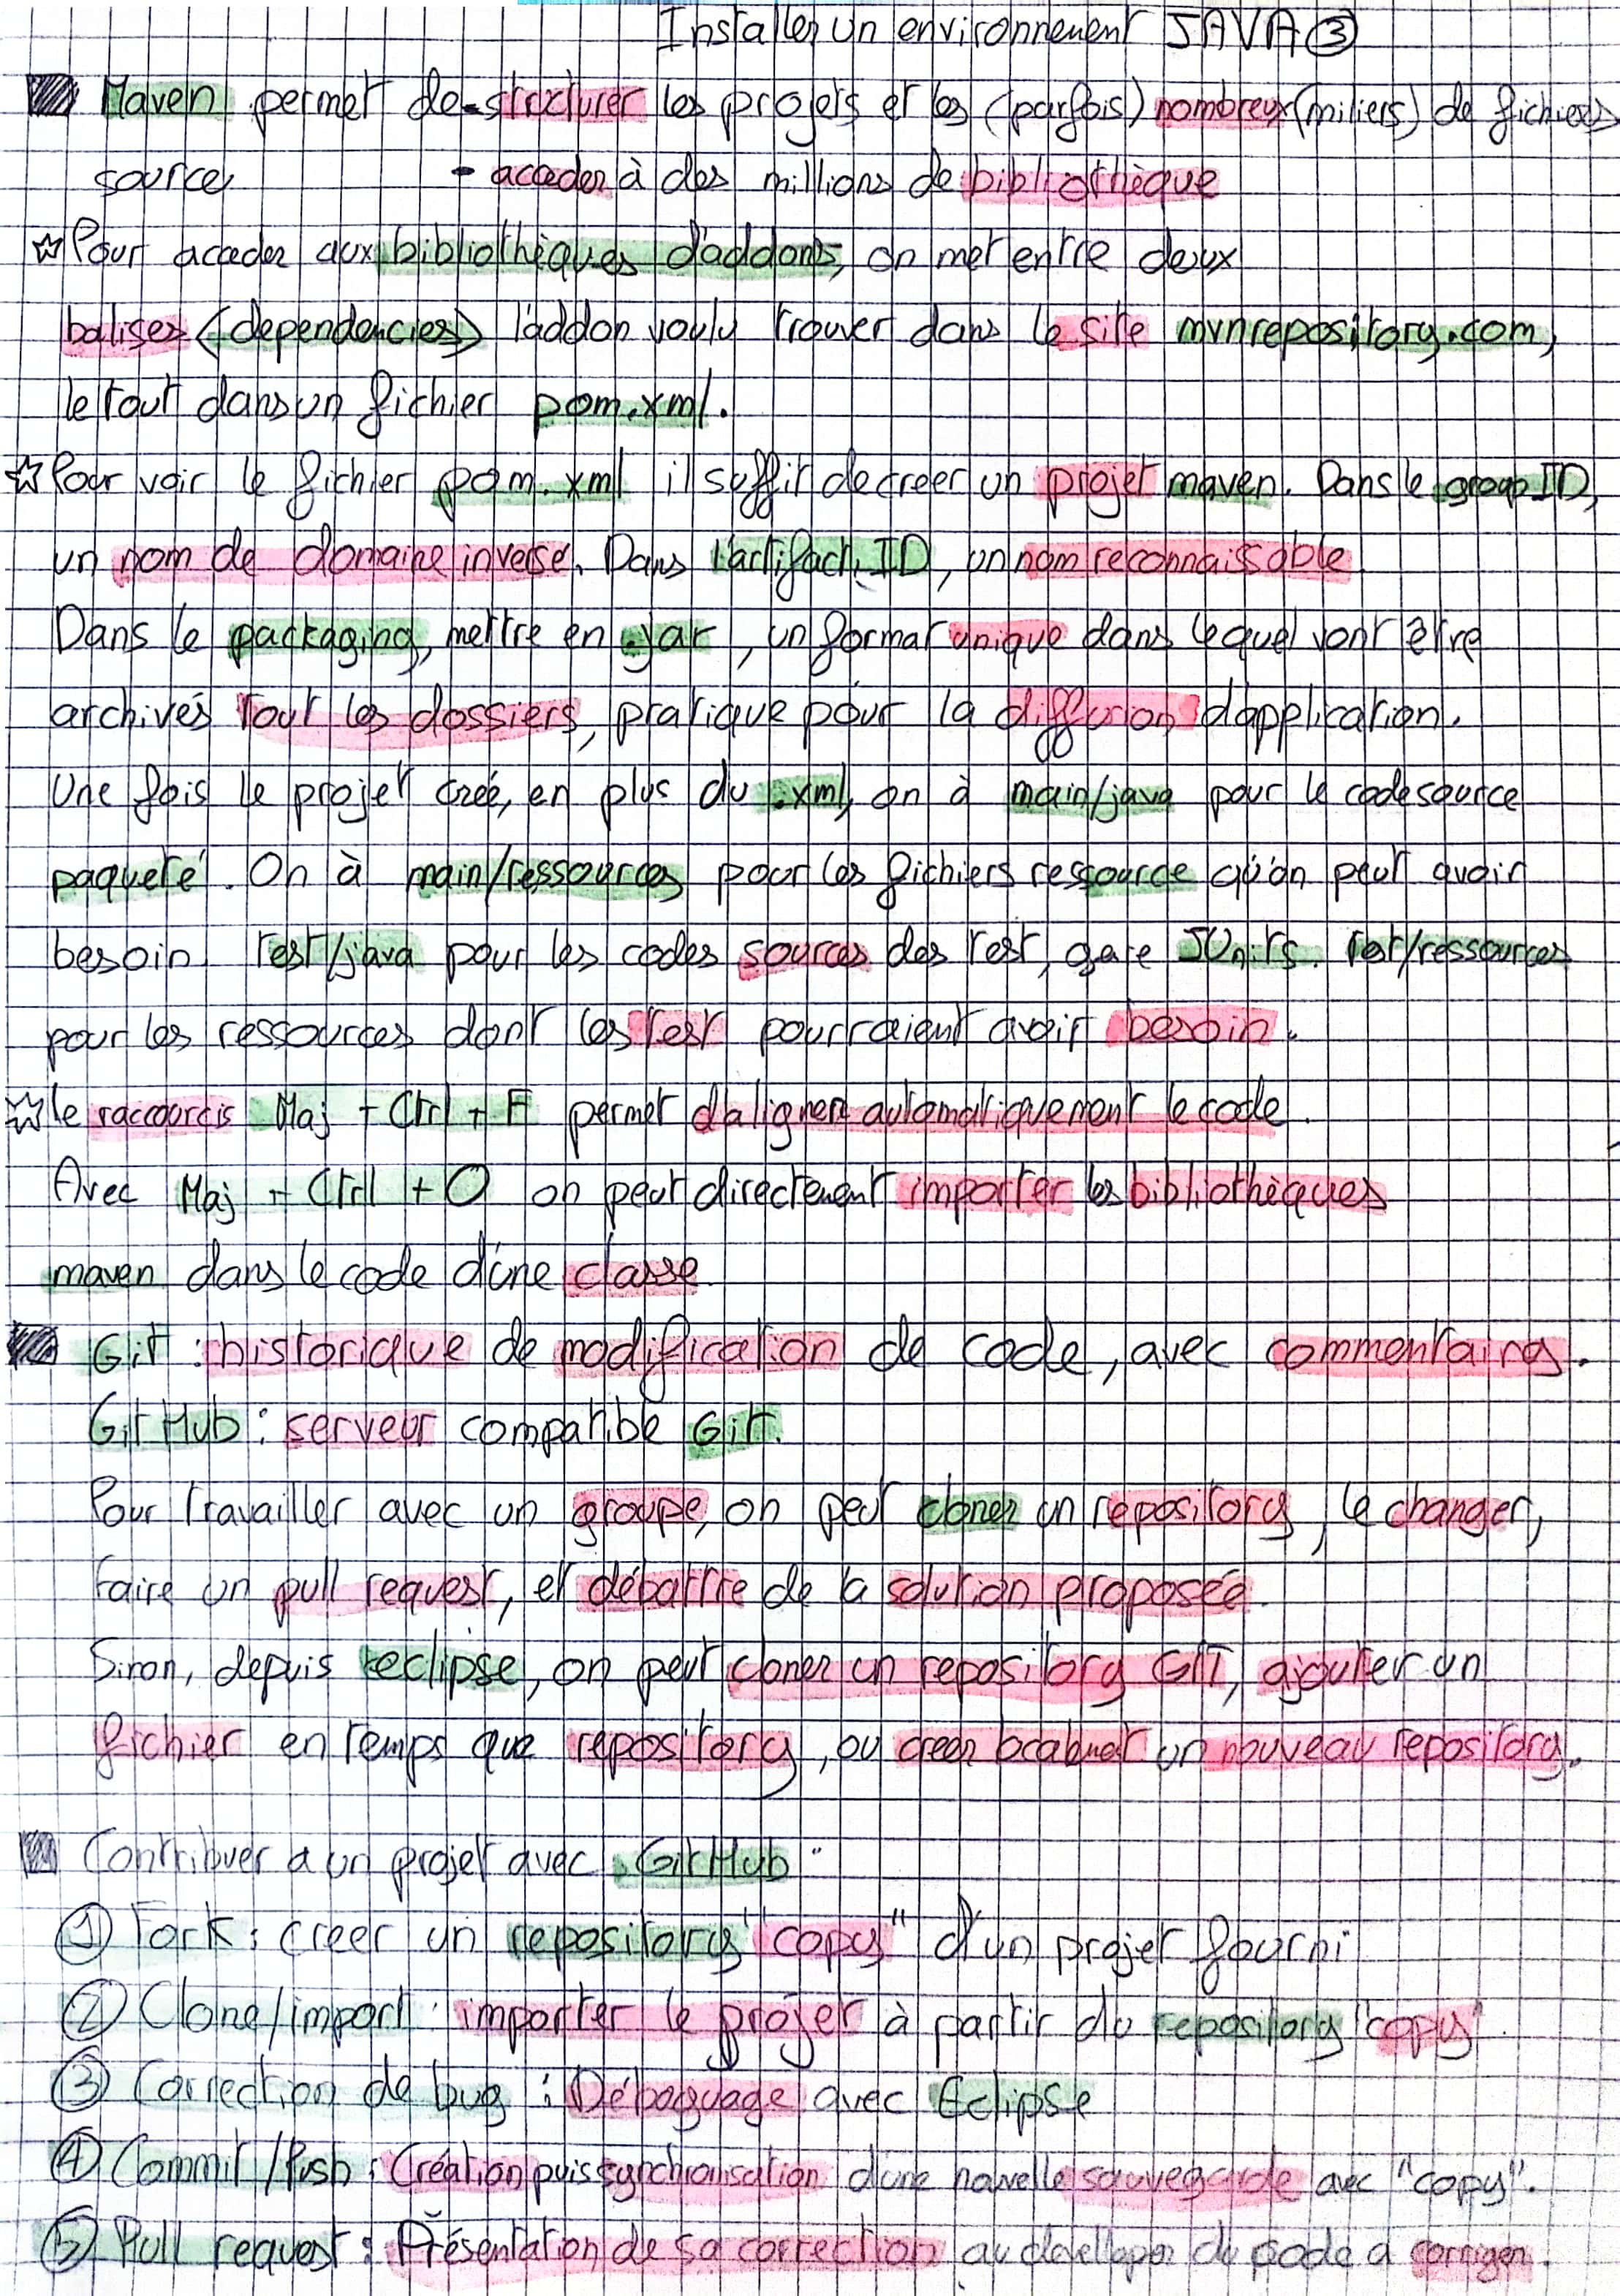 Installer un environnement JAVA ③
Maven permet de - structurer les projets et les (parfois) nombreux (miliers) de fichiers
source - acceder à des millions de bibliothèque
☆ Pour acceder aux bibliothèques d'addons, on met entre deux
balises <dependencies> l'addon voulu trouver dans le site mvnrepository.com,
le tout dans un fichier pom.xml.
☆ Pour voir le fichier pom.xml il suffit de creer un projet maven. Dans le group ID,
un nom de domaine inverse. Dans l'artifach ID, un nom reconnaissable
Dans le packaging, mettre en .jar, un format unique dans lequel vont être
archivés tout les dossiers, pratique pour la diffusion d'application.
Une fois le projet créé, en plus du .xml, on à main/java pour le code source
paqueté. On à main/ressources pour les fichiers ressource qu'on peut avoir
besoin. test/java pour les codes sources des test, gare JUnits. test/ressources
pour les ressources dont les test pourraient avoir besoin.
☆ le raccourcis Maj + Ctrl + F permet d'aligner automatiquement le code.
Avec Maj + Ctrl + O on peut directement importer les bibliothèques
maven dans le code d'une classe.
Git : historique de modification de code, avec commentaires.
GitHub : serveur compatible Git.
Pour travailler avec un groupe, on peut cloner un repository, le changer,
faire un pull request, et débattre de la solution proposée.
Sinon, depuis eclipse, on peut cloner un repository GIT, ajouter un
fichier en temps que repository, ou creer un nouveau repository.
Contribuer a un projet avec GitHub :
① Fork : creer un repository "copy" d'un projet fourni
② Clone/import : importer le projet à partir du repository "copy".
③ Correction de bug : Déboguage avec Eclipse
④ Commit/Push : Création puis synchronisation d'une nouvelle sauvegarde avec "copy".
⑤ Pull request : Présentation de sa correction au developer du code a corriger.